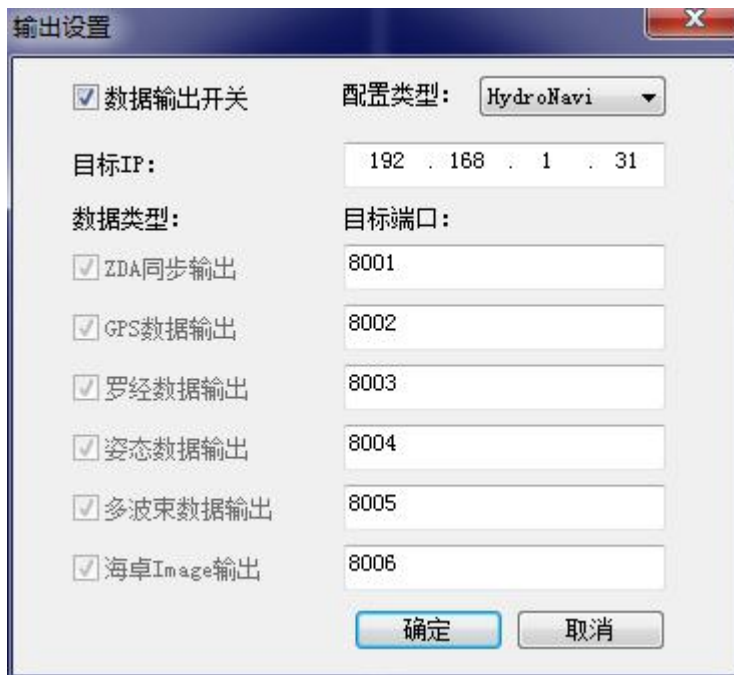 输出设置
数据输出开关 配置类型: HydroNavi
目标IP: 192 . 168 . 1 . 31
数据类型: 目标端口:
ZDA同步输出 8001
GPS数据输出 8002
罗经数据输出 8003
姿态数据输出 8004
多波束数据输出 8005
海卓Image输出 8006
确定 取消